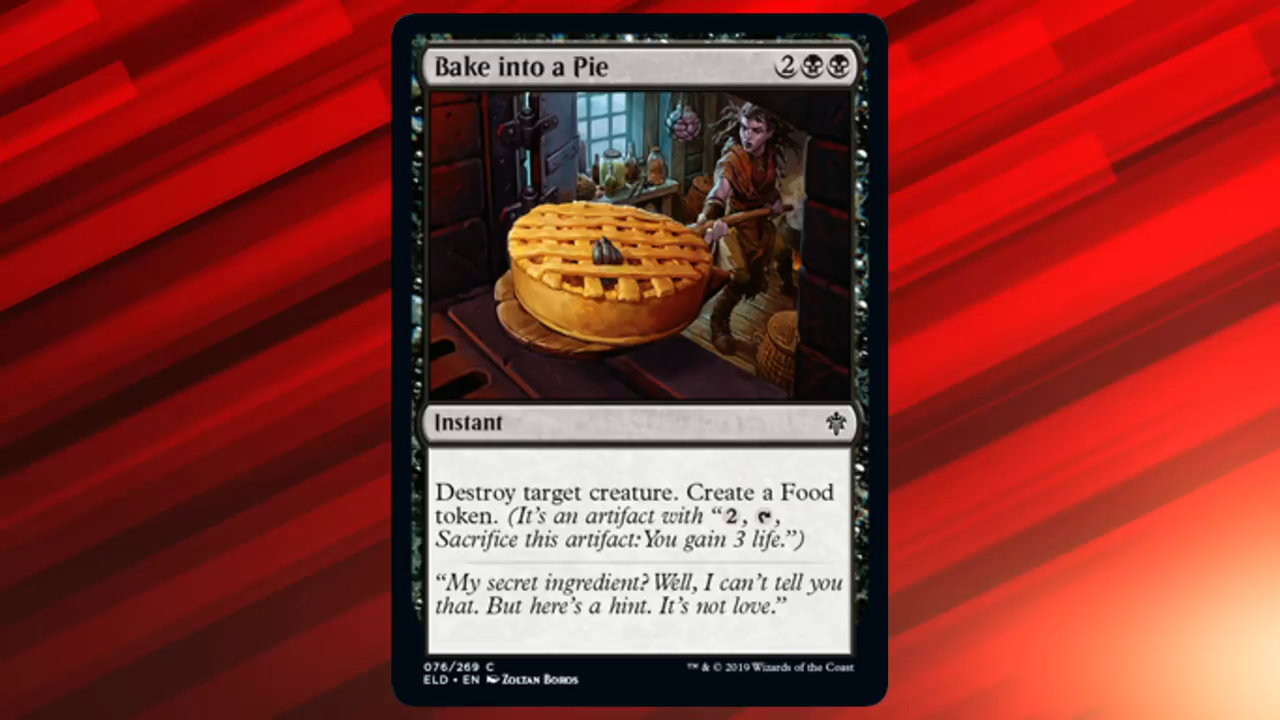 Bake into a Pie 2
Instant
Destroy target creature. Create a Food
token. (It's an artifact with “2, ,
Sacrifice this artifact: You gain 3 life.”)
“My secret ingredient? Well, I can't tell you
that. But here's a hint. It's not love.”
076/269 C ™ & © 2019 Wizards of the Coast
ELD • EN Zoltan Boros